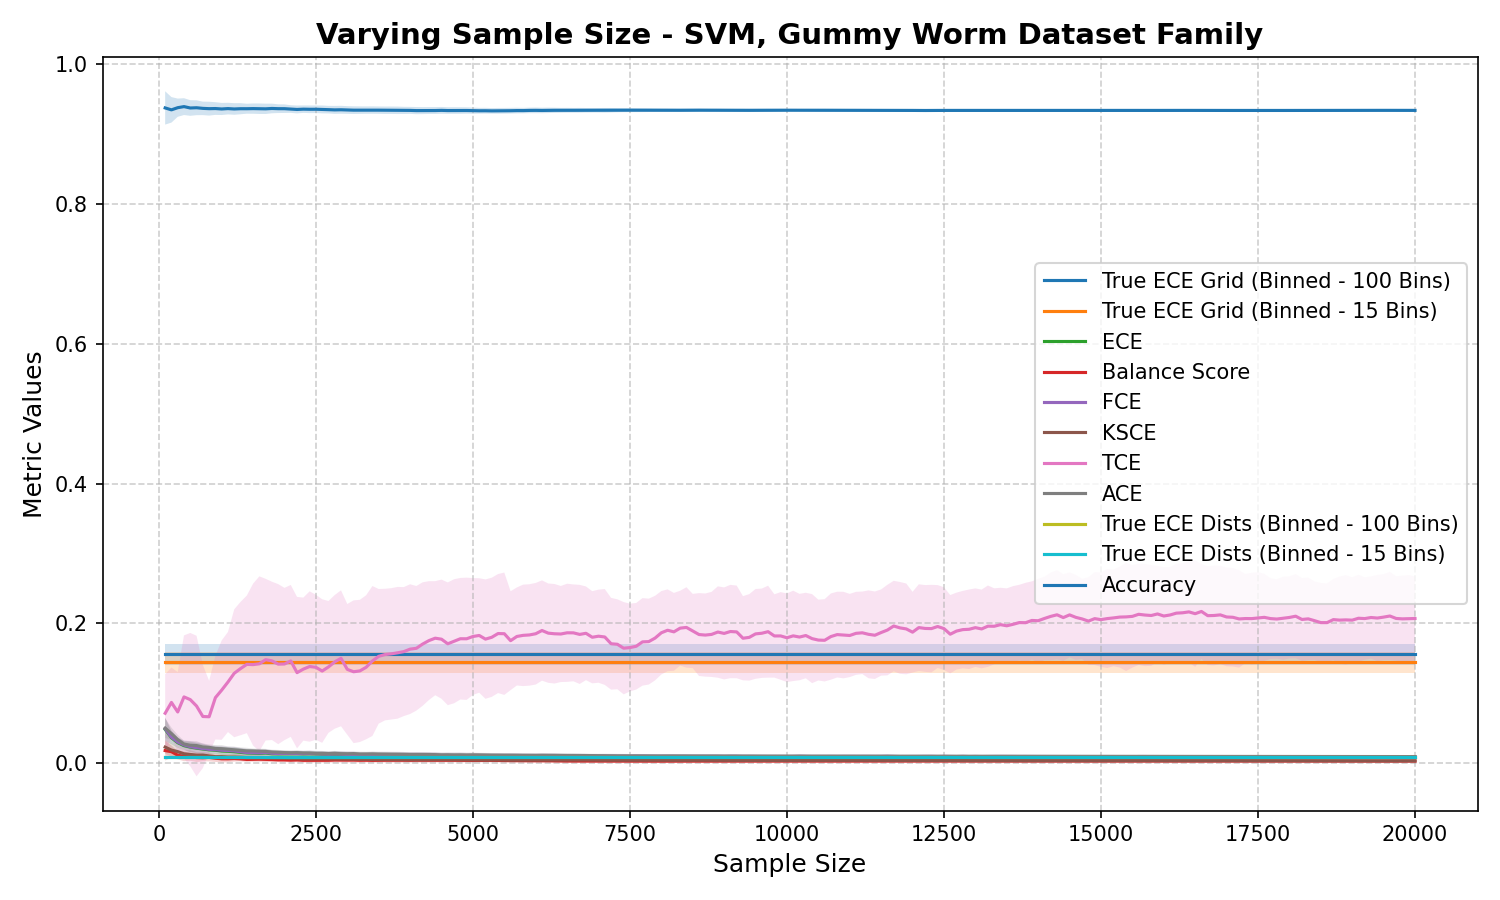 Varying Sample Size - SVM, Gummy Worm Dataset Family
Metric Values
1.0
0.8
0.6
0.4
0.2
0.0
True ECE Grid (Binned - 100 Bins)
True ECE Grid (Binned - 15 Bins)
ECE
Balance Score
FCE
KSCE
TCE
ACE
True ECE Dists (Binned - 100 Bins)
True ECE Dists (Binned - 15 Bins)
Accuracy
0 2500 5000 7500 10000 12500 15000 17500 20000
Sample Size